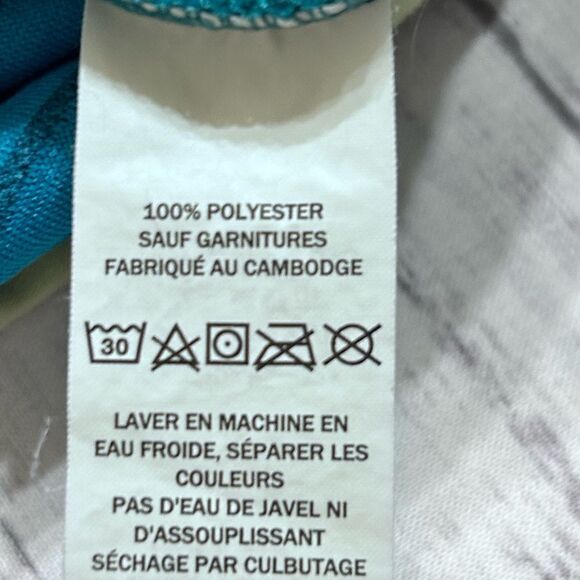 100% POLYESTER
SAUF GARNITURES
FABRIQUÉ AU CAMBODGE
30
LAVER EN MACHINE EN
EAU FROIDE, SÉPARER LES
COULEURS
PAS D'EAU DE JAVEL NI
D'ASSOUPLISSANT
SÉCHAGE PAR CULBUTAGE